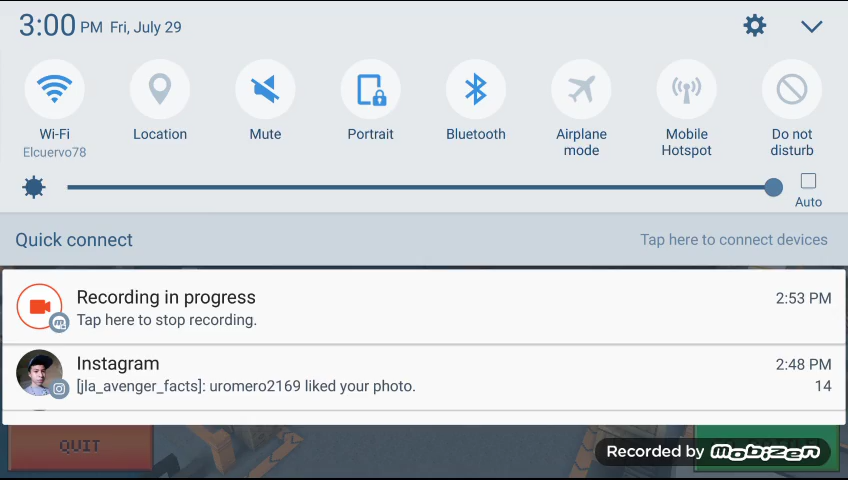 3:00 PM Fri, July 29
Wi-Fi
Elcuervo78
Location
Mute
Portrait
Bluetooth
Airplane
mode
Mobile
Hotspot
Do not
disturb
Auto
Quick connect
Tap here to connect devices
Recording in progress
2:53 PM
Tap here to stop recording.
Instagram
2:48 PM
[jla_avenger_facts]: uromero2169 liked your photo.
14
QUIT
Recorded by Mobizen